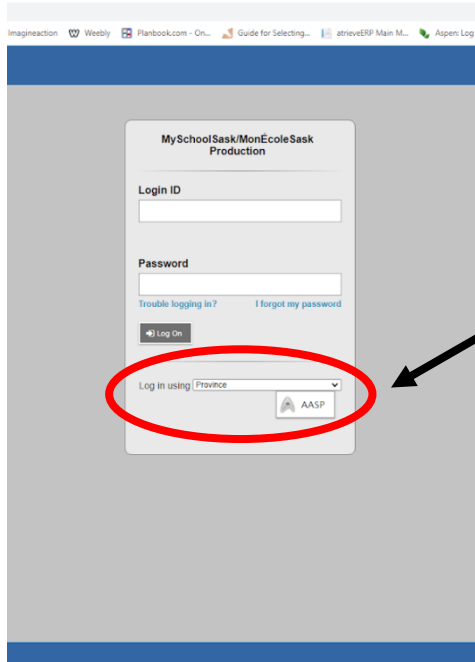 Imagineaction Weebly Planbook.com - On... Guide for Selecting... atrieveERP Main M... Aspen: Log
MySchoolSask/MonÉcoleSask
Production
Login ID
Password
Trouble logging in? I forgot my password
Log On
Log in using Province
AASP